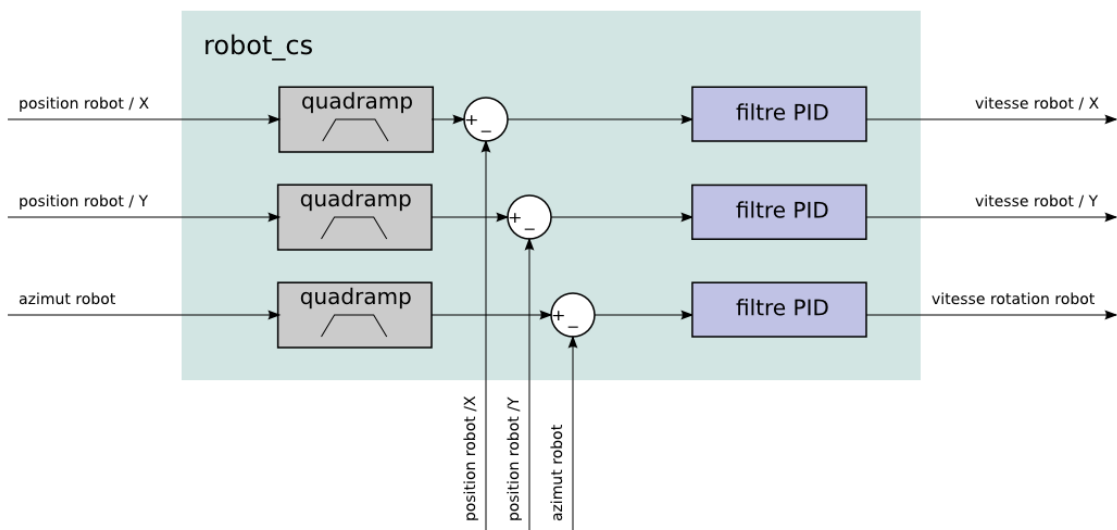 robot_cs
position robot / X
quadramp
+
−
filtre PID
vitesse robot / X
position robot / Y
quadramp
+
−
filtre PID
vitesse robot / Y
azimut robot
quadramp
+
−
filtre PID
vitesse rotation robot
position robot /X
position robot /Y
azimut robot